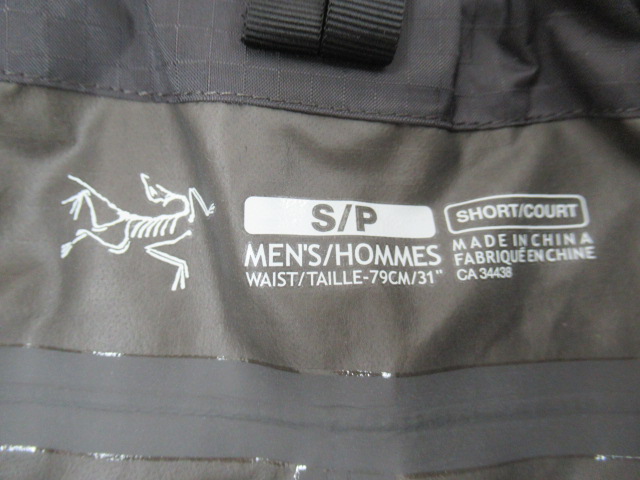 S/P
MEN'S/HOMMES
WAIST/TAILLE-79CM/31"
SHORT/COURT
MADE IN CHINA
FABRIQUÉ EN CHINE
CA 34438